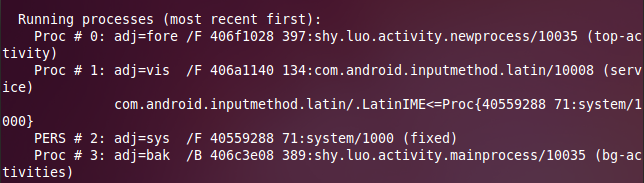 Running processes (most recent first):
Proc # 0: adj=fore /F 406f1028 397:shy.luo.activity.newprocess/10035 (top-ac
tivity)
Proc # 1: adj=vis  /F 406a1140 134:com.android.inputmethod.latin/10008 (serv
ice)
com.android.inputmethod.latin/.LatinIME<=Proc{40559288 71:system/1
000}
PERS # 2: adj=sys  /F 40559288 71:system/1000 (fixed)
Proc # 3: adj=bak  /B 406c3e08 389:shy.luo.activity.mainprocess/10035 (bg-ac
tivities)